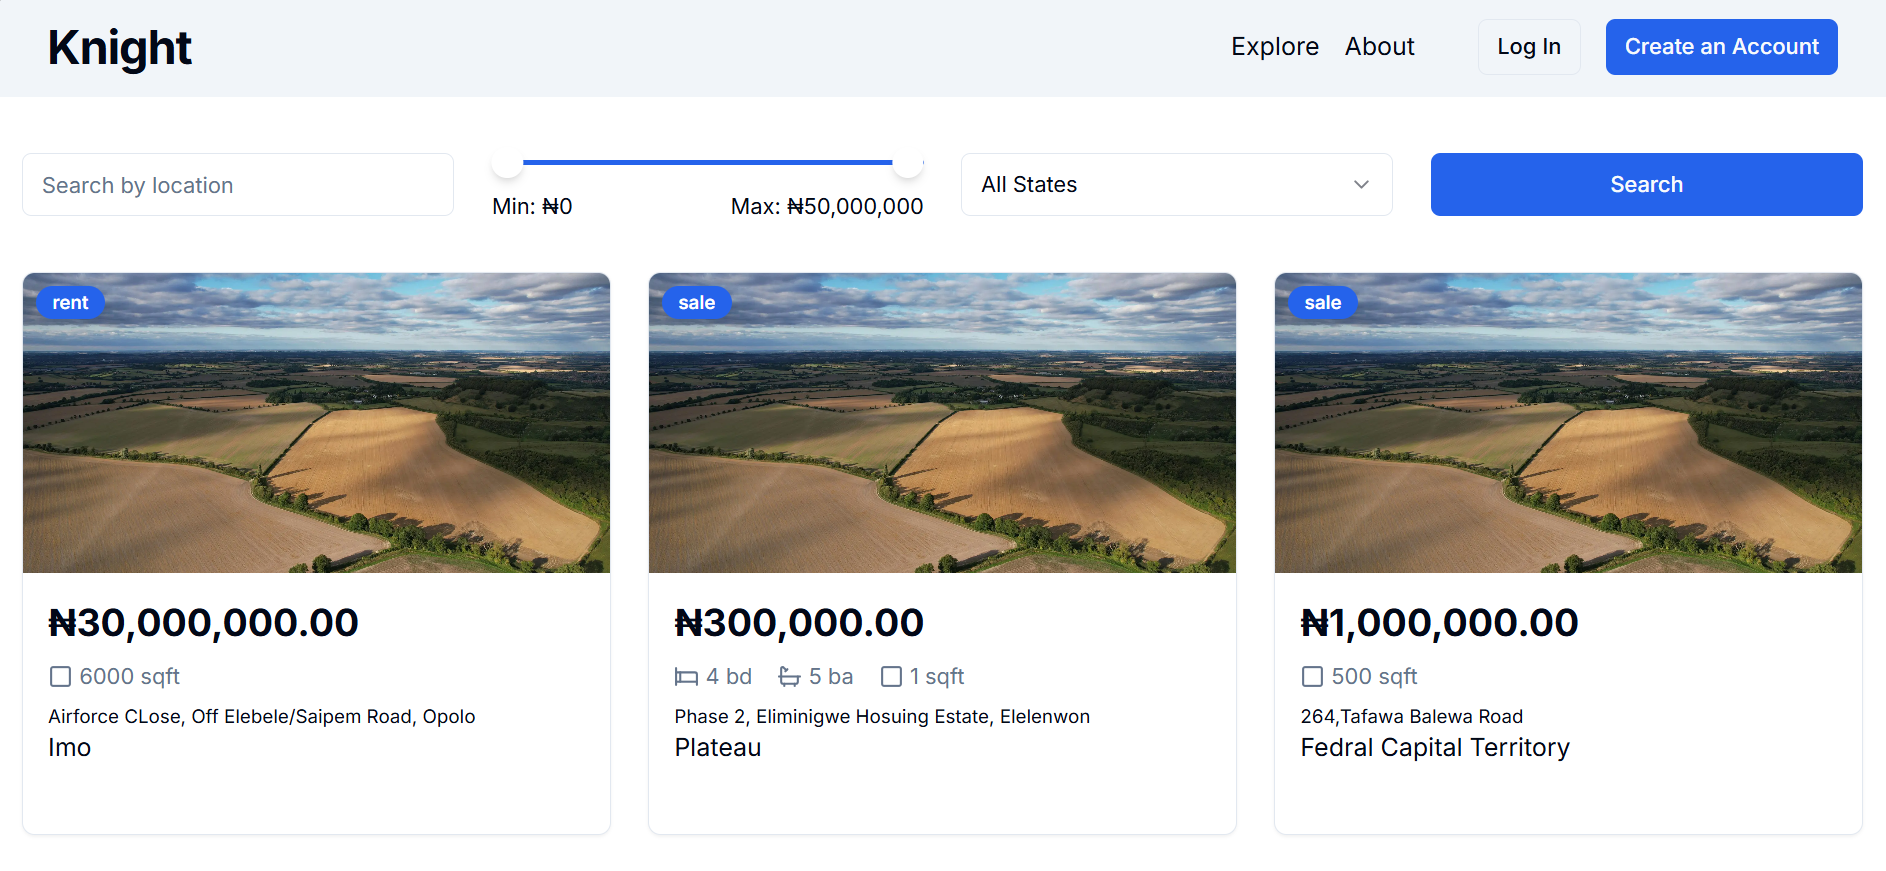 Knight
Explore About Log In Create an Account
Search by location
Min: ₦0 Max: ₦50,000,000
All States
Search
rent
₦30,000,000.00
6000 sqft
Airforce CLose, Off Elebele/Saipem Road, Opolo
Imo
sale
₦300,000.00
4 bd 5 ba 1 sqft
Phase 2, Eliminigwe Hosuing Estate, Elelenwon
Plateau
sale
₦1,000,000.00
500 sqft
264,Tafawa Balewa Road
Fedral Capital Territory